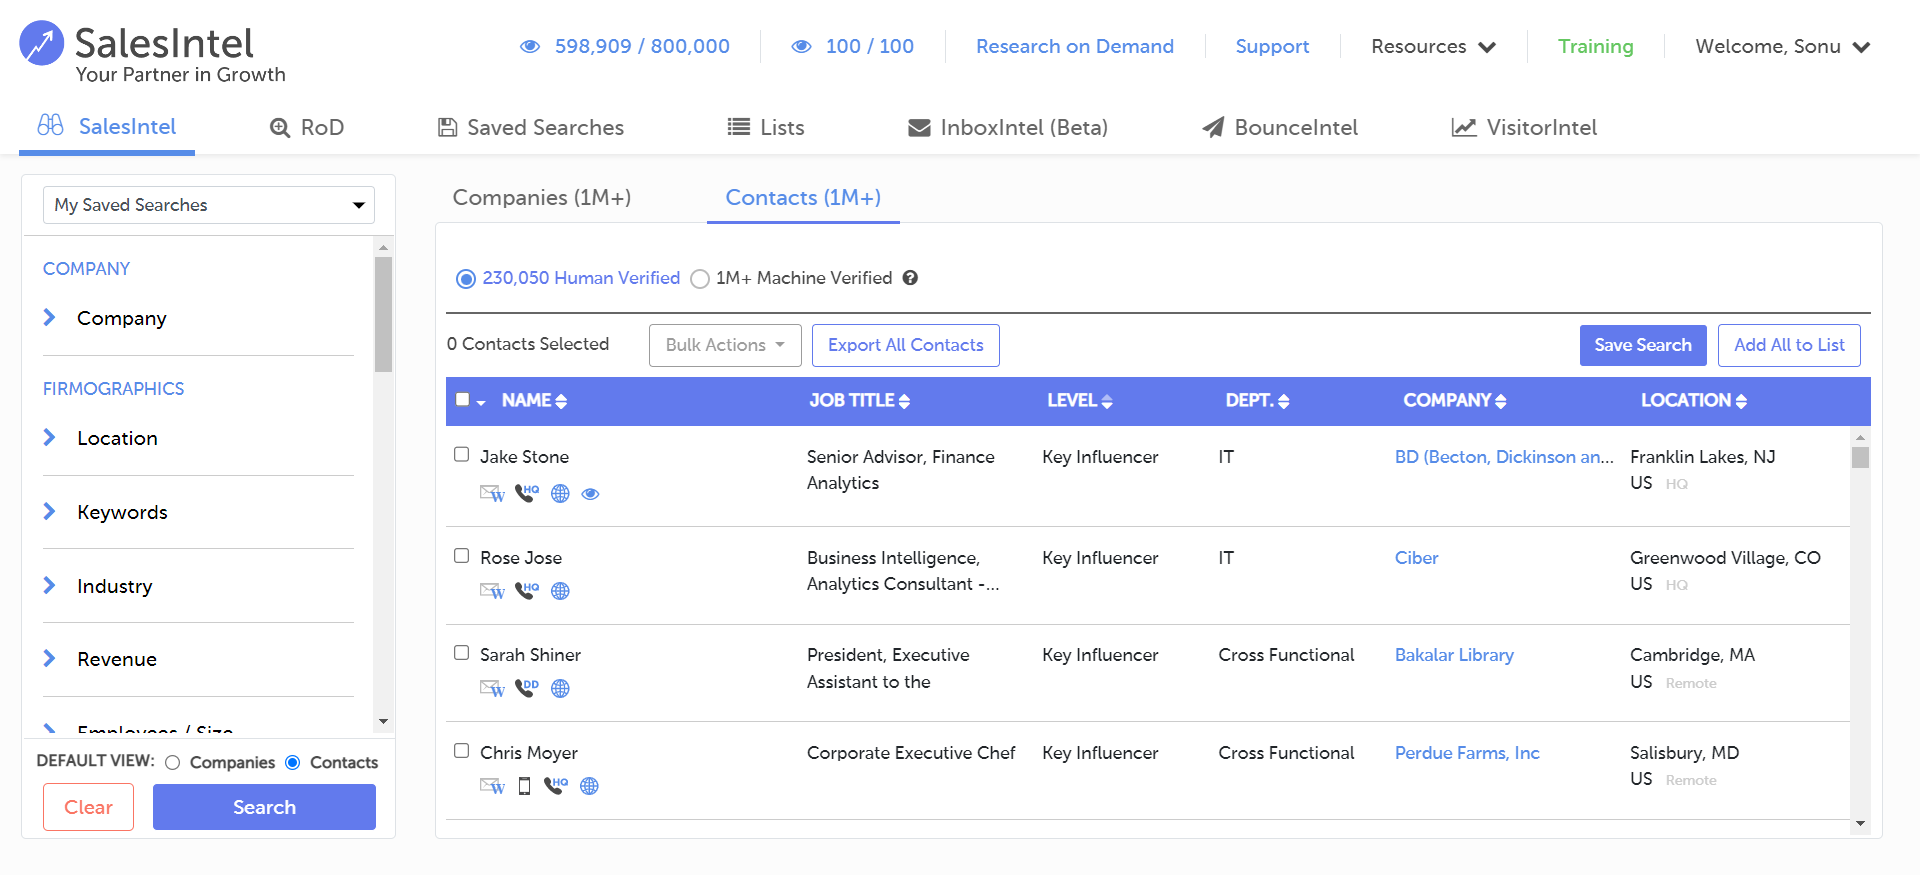 SalesIntel
Your Partner in Growth
598,909 / 800,000
100 / 100
Research on Demand
Support
Resources
Training
Welcome, Sonu
SalesIntel
RoD
Saved Searches
Lists
InboxIntel (Beta)
BounceIntel
VisitorIntel
My Saved Searches
COMPANY
Company
FIRMOGRAPHICS
Location
Keywords
Industry
Revenue
Employees / Size
DEFAULT VIEW: Companies Contacts
Clear
Search
Companies (1M+)
Contacts (1M+)
230,050 Human Verified 1M+ Machine Verified ?
0 Contacts Selected
Bulk Actions
Export All Contacts
Save Search
Add All to List
NAME JOB TITLE LEVEL DEPT. COMPANY LOCATION
Jake Stone Senior Advisor, Finance Key Influencer IT BD (Becton, Dickinson an... Franklin Lakes, NJ
Analytics US HQ
W HQ
Rose Jose Business Intelligence, Key Influencer IT Ciber Greenwood Village, CO
Analytics Consultant -... US HQ
W HQ
Sarah Shiner President, Executive Key Influencer Cross Functional Bakalar Library Cambridge, MA
Assistant to the US Remote
W DD
Chris Moyer Corporate Executive Chef Key Influencer Cross Functional Perdue Farms, Inc Salisbury, MD
US Remote
W HQ